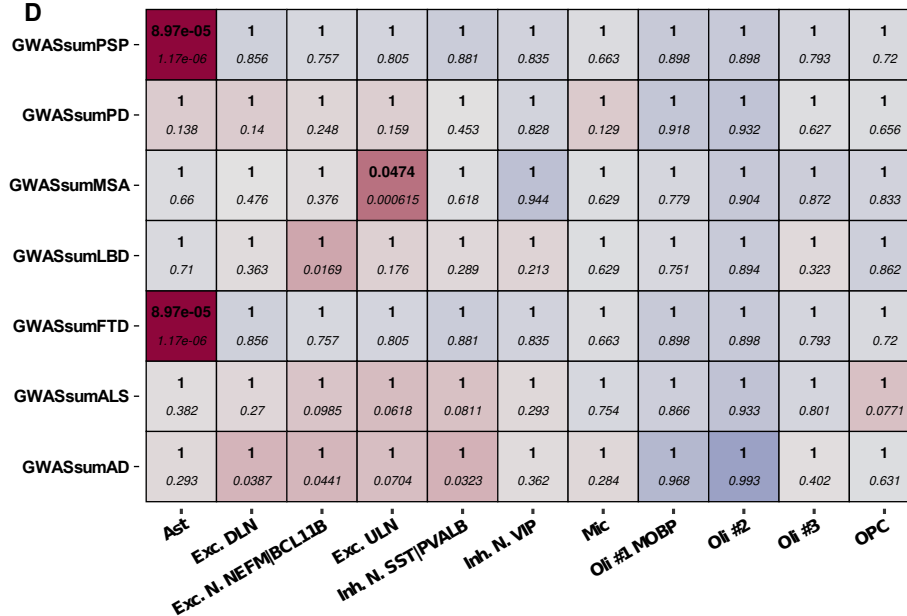 D
GWASsumPSP
8.97e-05 1 1 1 1 1 1 1 1 1 1
1.17e-06 0.856 0.757 0.805 0.881 0.835 0.663 0.898 0.898 0.793 0.72
GWASsumPD
1 1 1 1 1 1 1 1 1 1 1
0.138 0.14 0.248 0.159 0.453 0.828 0.129 0.918 0.932 0.627 0.656
GWASsumMSA
1 1 1 0.0474 1 1 1 1 1 1 1
0.66 0.476 0.376 0.000615 0.618 0.944 0.629 0.779 0.904 0.872 0.833
GWASsumLBD
1 1 1 1 1 1 1 1 1 1 1
0.71 0.363 0.0169 0.176 0.289 0.213 0.629 0.751 0.894 0.323 0.862
GWASsumFTD
8.97e-05 1 1 1 1 1 1 1 1 1 1
1.17e-06 0.856 0.757 0.805 0.881 0.835 0.663 0.898 0.898 0.793 0.72
GWASsumALS
1 1 1 1 1 1 1 1 1 1 1
0.382 0.27 0.0985 0.0618 0.0811 0.293 0.754 0.866 0.933 0.801 0.0771
GWASsumAD
1 1 1 1 1 1 1 1 1 1 1
0.293 0.0387 0.0441 0.0704 0.0323 0.362 0.284 0.968 0.993 0.402 0.631
Ast
Exc. DLN
Exc. N. NEFM|BCL11B
Exc. ULN
Inh. N. SST|PVALB
Inh. N. VIP
Mic
Oli #1 MOBP
Oli #2
Oli #3
OPC